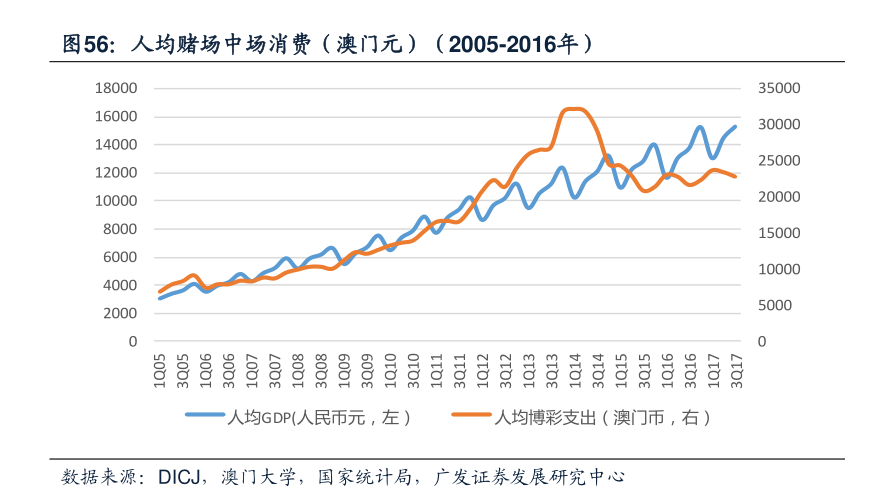 图56：人均赌场中场消费（澳门元）（2005-2016年）
18000 35000
16000 30000
14000 25000
12000 20000
10000 15000
8000 10000
6000 5000
4000 0
2000
0
1Q05 3Q05 1Q06 3Q06 1Q07 3Q07 1Q08 3Q08 1Q09 3Q09 1Q10 3Q10 1Q11 3Q11 1Q12 3Q12 1Q13 3Q13 1Q14 3Q14 1Q15 3Q15 1Q16 3Q16 1Q17 3Q17
人均GDP(人民币元，左） 人均博彩支出（澳门币，右）
数据来源：DICJ，澳门大学，国家统计局，广发证券发展研究中心